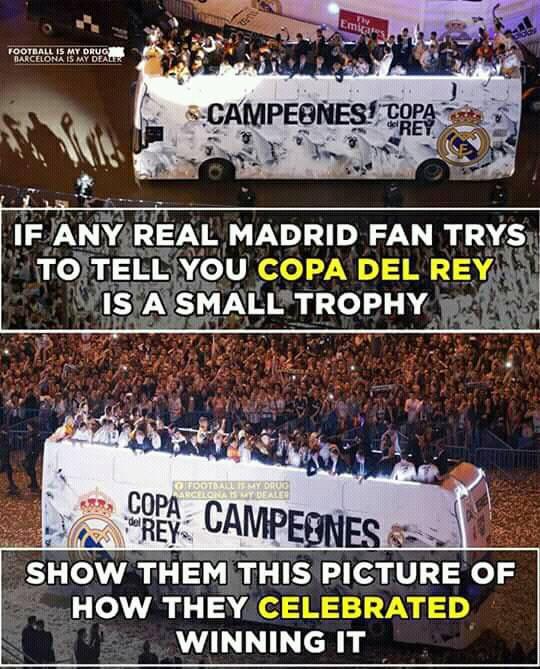 Fly
Emirates
adidas
FOOTBALL IS MY DRUG
BARCELONA IS MY DEALER
CAMPEONES! COPA
del REY
IF ANY REAL MADRID FAN TRYS
TO TELL YOU COPA DEL REY
IS A SMALL TROPHY
FOOTBALL IS MY DRUG
BARCELONA IS MY DEALER
COPA
del REY CAMPEONES
SHOW THEM THIS PICTURE OF
HOW THEY CELEBRATED
WINNING IT